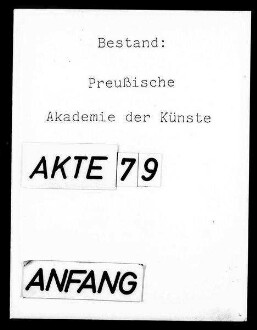 Bestand:
Preußische
Akademie der Künste
AKTE 79
ANFANG